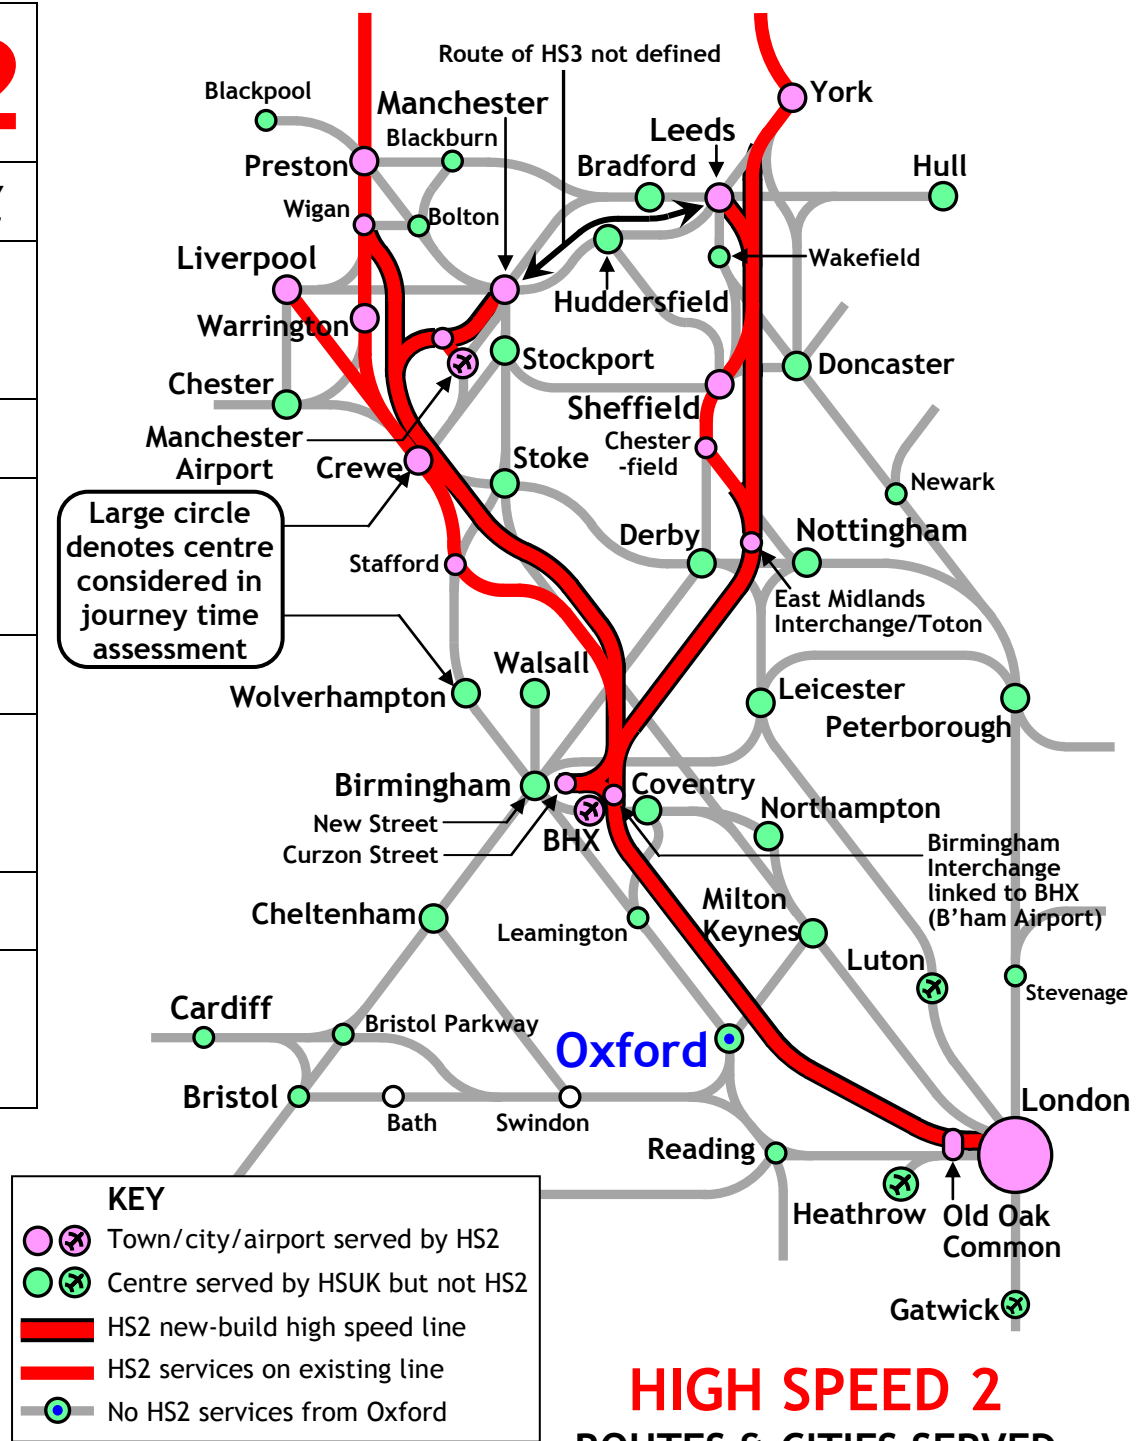 2
Route of HS3 not defined
Blackpool
Manchester
York
Blackburn
Leeds
Preston
Bradford
Hull
Wigan
Bolton
Liverpool
Wakefield
Huddersfield
Warrington
Stockport
Doncaster
Chester
Sheffield
Manchester
Airport
Chester
-field
Crewe
Stoke
Newark
Large circle
denotes centre
considered in
journey time
assessment
Derby
Nottingham
Stafford
East Midlands
Interchange/Toton
Walsall
Wolverhampton
Leicester
Peterborough
Birmingham
Coventry
New Street
BHX
Northampton
Curzon Street
Birmingham
Interchange
linked to BHX
(B'ham Airport)
Milton
Keynes
Cheltenham
Leamington
Luton
Stevenage
Cardiff
Bristol Parkway
Oxford
Bristol
Bath
Swindon
London
Reading
Heathrow
Old Oak
Common
Gatwick
KEY
Town/city/airport served by HS2
Centre served by HSUK but not HS2
HS2 new-build high speed line
HS2 services on existing line
No HS2 services from Oxford
HIGH SPEED 2
ROUTES & CITIES SERVED